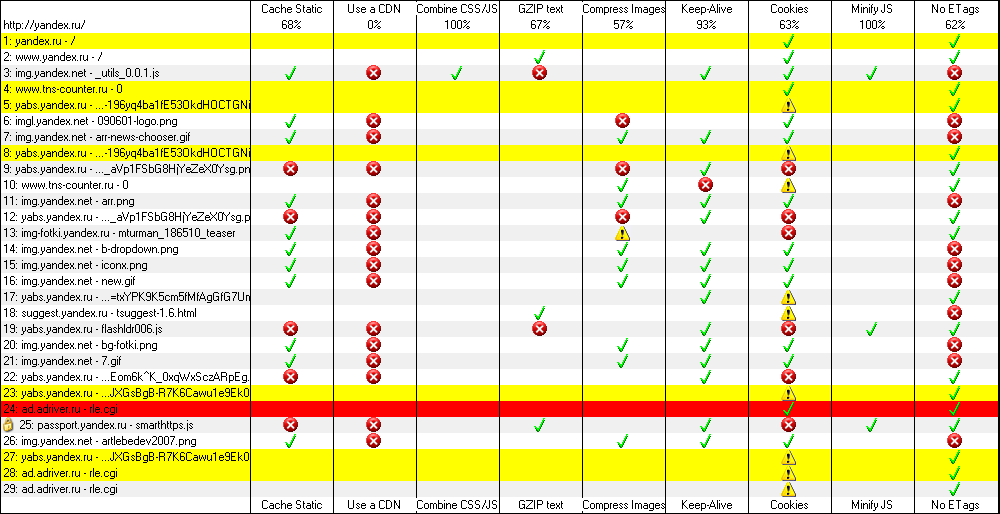 Cache Static Use a CDN Combine CSS/JS GZIP text Compress Images Keep-Alive Cookies Minify JS No ETags
http://yandex.ru/ 68% 0% 100% 67% 57% 93% 63% 100% 62%
1: yandex.ru - /
2: www.yandex.ru - /
3: img.yandex.net - _utils_0.0.1.js
4: www.tns-counter.ru - 0
5: yabs.yandex.ru - ...-196yq4ba1fE53OkdHOCTGNi
6: imgl.yandex.net - 090601-logo.png
7: img.yandex.net - arr-news-chooser.gif
8: yabs.yandex.ru - ...-196yq4ba1fE53OkdHOCTGNi
9: yabs.yandex.ru - ..._aVp1FSbG8HjYeZeX0Ysg.pn
10: www.tns-counter.ru - 0
11: img.yandex.net - arr.png
12: yabs.yandex.ru - ..._aVp1FSbG8HjYeZeX0Ysg.p
13: img-fotki.yandex.ru - mturman_186510_teaser
14: img.yandex.net - b-dropdown.png
15: img.yandex.net - iconx.png
16: img.yandex.net - new.gif
17: yabs.yandex.ru - ...=txYPK9K5cm5fMfAgGfG7Un
18: suggest.yandex.ru - tsuggest-1.6.html
19: yabs.yandex.ru - flashldr006.js
20: img.yandex.net - bg-fotki.png
21: img.yandex.net - 7.gif
22: yabs.yandex.ru - ...Eom6k^K_0xqWxSczARpEg.
23: yabs.yandex.ru - ...JXGsBgB-R7K6Cawu1e9Ek0
24: ad.adriver.ru - rle.cgi
25: passport.yandex.ru - smarthttps.js
26: img.yandex.net - artlebedev2007.png
27: yabs.yandex.ru - ...JXGsBgB-R7K6Cawu1e9Ek0
28: ad.adriver.ru - rle.cgi
29: ad.adriver.ru - rle.cgi
Cache Static Use a CDN Combine CSS/JS GZIP text Compress Images Keep-Alive Cookies Minify JS No ETags